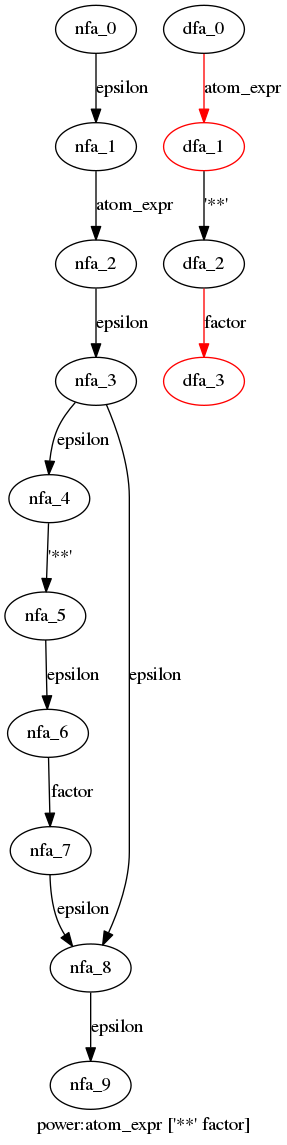 nfa_0 dfa_0
epsilon atom_expr
nfa_1 dfa_1
atom_expr '**'
nfa_2 dfa_2
epsilon factor
nfa_3 dfa_3
epsilon
nfa_4
'**'
nfa_5
epsilon epsilon
nfa_6
factor
nfa_7
epsilon
nfa_8
epsilon
nfa_9
power:atom_expr ['**' factor]